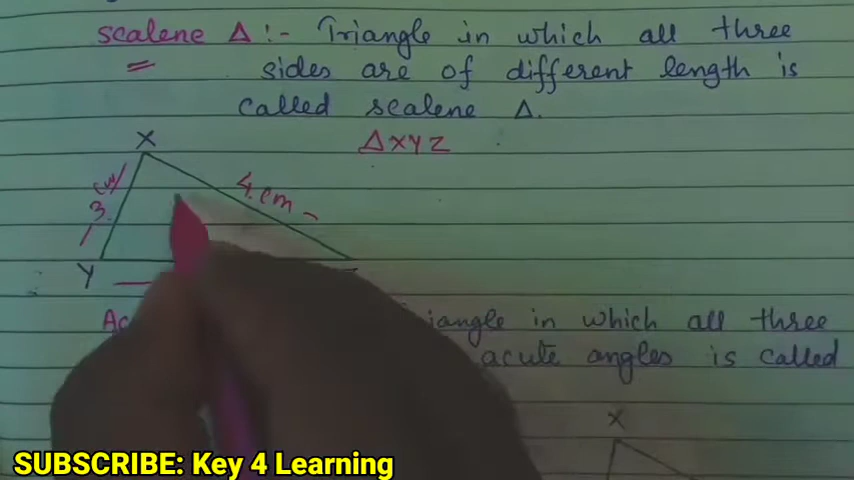 scalene Δ :- Triangle in which all three
sides are of different length is
called scalene Δ.
X
ΔXYZ
3 cm
4 cm
Y
iangle in which all three
acute angles is called
X
SUBSCRIBE: Key 4 Learning